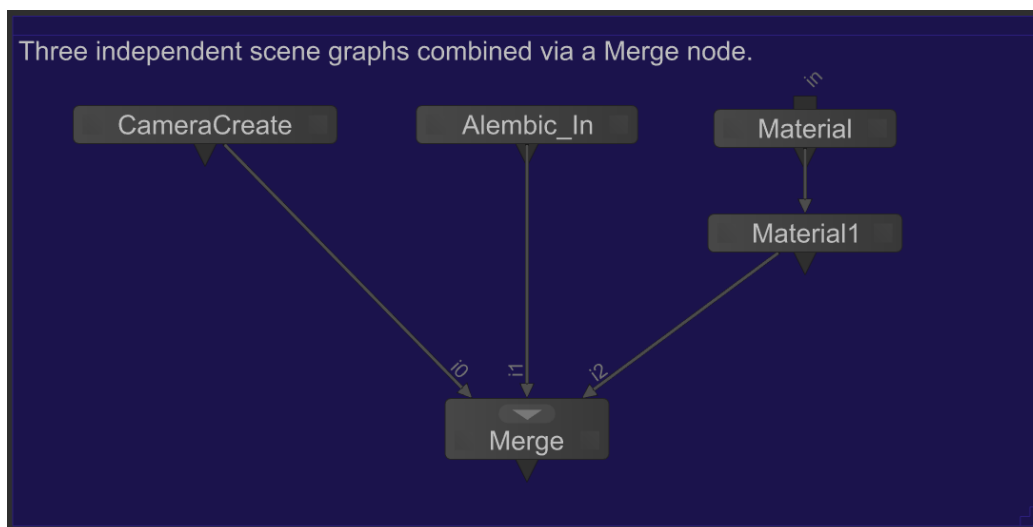 Three independent scene graphs combined via a Merge node.
in
CameraCreate
Alembic_In
Material
Material1
i0
i1
i2
Merge